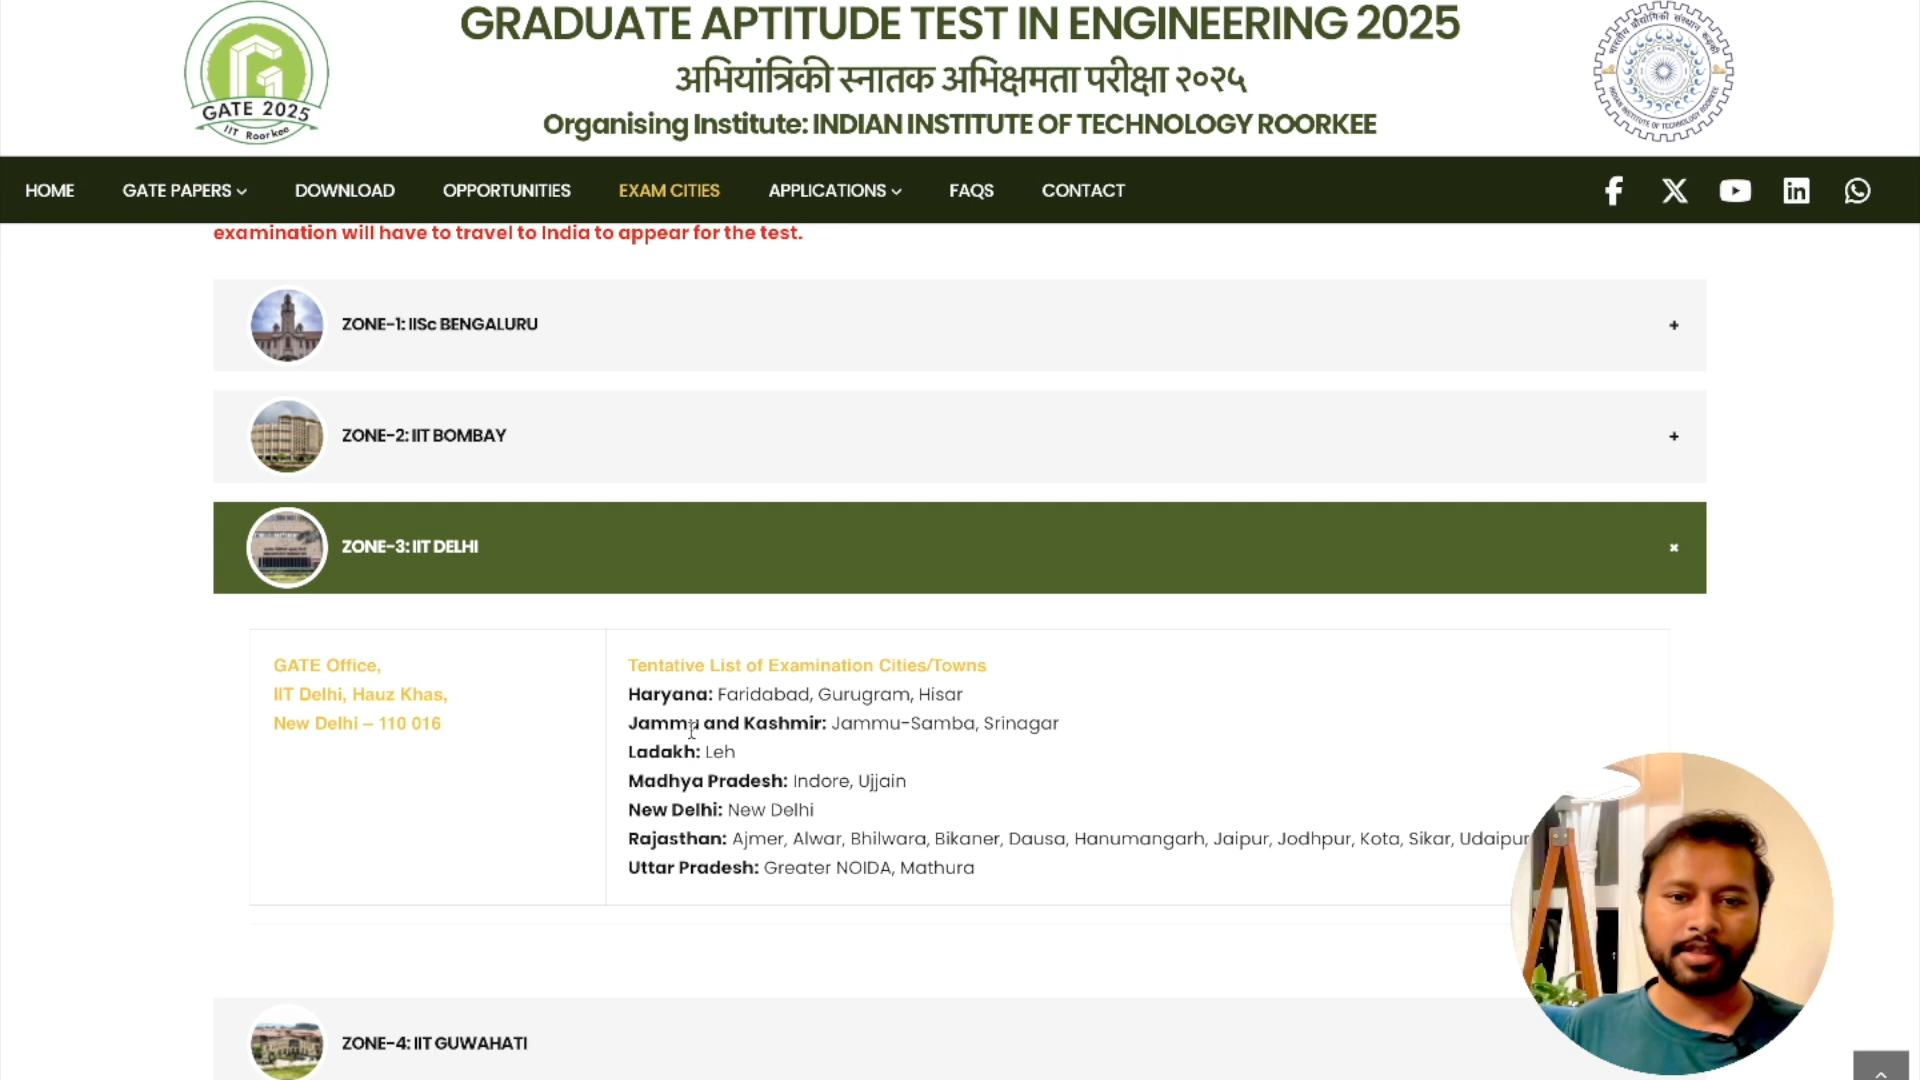 GATE 2025
IIT Roorkee
GRADUATE APTITUDE TEST IN ENGINEERING 2025
अभियांत्रिकी स्नातक अभिक्षमता परीक्षा २०२५
Organising Institute: INDIAN INSTITUTE OF TECHNOLOGY ROORKEE
भारतीय प्रौद्योगिकी संस्थान रूड़की
INDIAN INSTITUTE OF TECHNOLOGY ROORKEE
HOME GATE PAPERS DOWNLOAD OPPORTUNITIES EXAM CITIES APPLICATIONS FAQS CONTACT
examination will have to travel to India to appear for the test.
ZONE-1: IISc BENGALURU +
ZONE-2: IIT BOMBAY +
ZONE-3: IIT DELHI ×
GATE Office,
IIT Delhi, Hauz Khas,
New Delhi – 110 016
Tentative List of Examination Cities/Towns
Haryana: Faridabad, Gurugram, Hisar
Jammu and Kashmir: Jammu-Samba, Srinagar
Ladakh: Leh
Madhya Pradesh: Indore, Ujjain
New Delhi: New Delhi
Rajasthan: Ajmer, Alwar, Bhilwara, Bikaner, Dausa, Hanumangarh, Jaipur, Jodhpur, Kota, Sikar, Udaipur
Uttar Pradesh: Greater NOIDA, Mathura
ZONE-4: IIT GUWAHATI